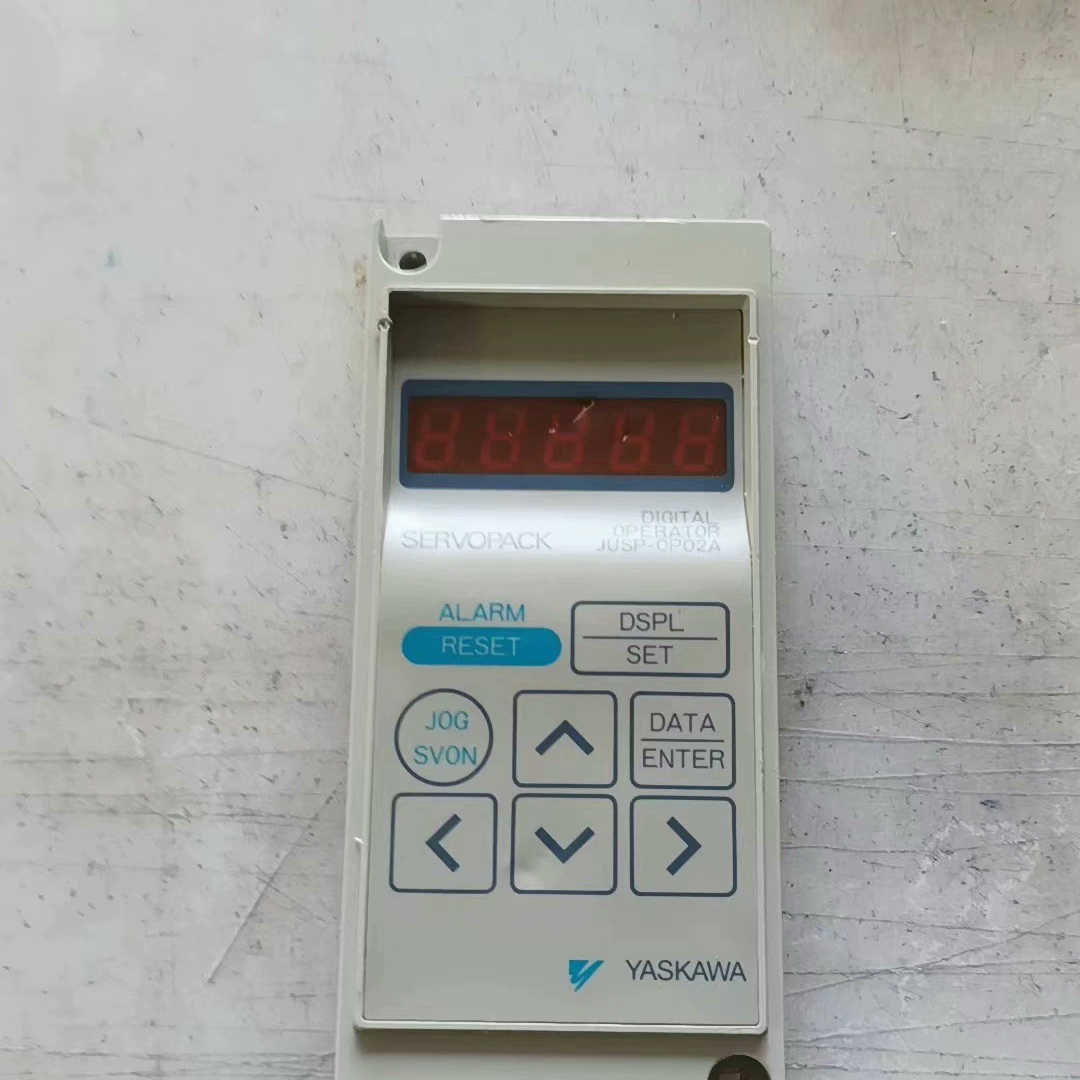 DIGITAL
OPERATOR
SERVOPACK
JUSP-OP02A
ALARM
RESET
DSPL
SET
JOG
SVON
DATA
ENTER
YASKAWA